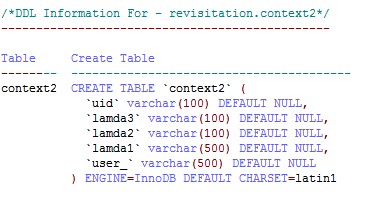 /*DDL Information For - revisitation.context2*/
-----------------------------------------------
Table     Create Table
--------  ---------------------------------------
context2  CREATE TABLE `context2` (
`uid` varchar(100) DEFAULT NULL,
`lamda3` varchar(100) DEFAULT NULL,
`lamda2` varchar(100) DEFAULT NULL,
`lamda1` varchar(500) DEFAULT NULL,
`user_` varchar(500) DEFAULT NULL
) ENGINE=InnoDB DEFAULT CHARSET=latin1